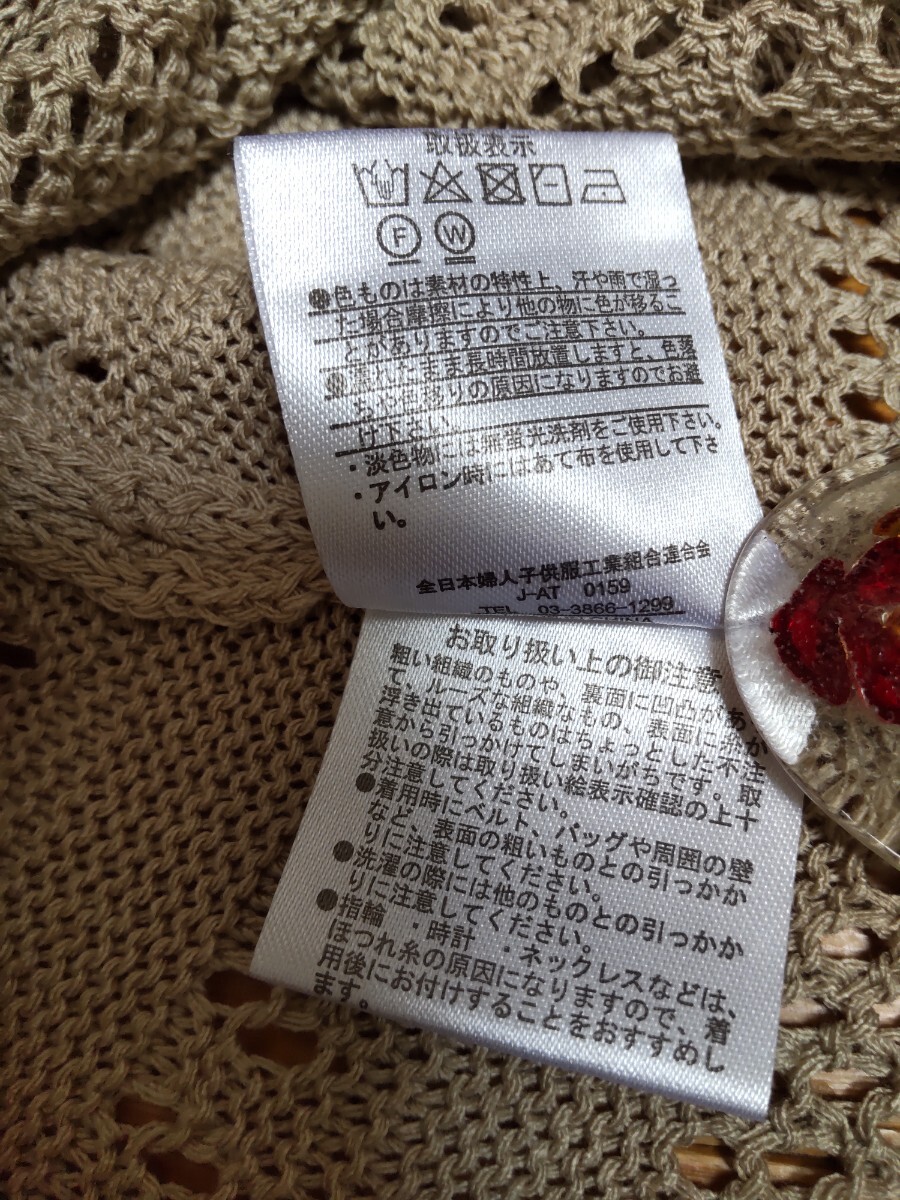 取扱表示
F W
●色ものは素材の特性上、汗や雨で湿っ
た場合摩擦により他の物に色が移るこ
とがありますのでご注意下さい。
●濡れたまま長時間放置しますと、色落
ちや色移りの原因になりますのでお避
け下さい。
・淡色物には無蛍光洗剤をご使用下さい。
・アイロン時にはあて布を使用して下さ
い。
全日本婦人子供服工業組合連合会
J-AT 0159
TEL 03-3866-1299
CHINA
お取り扱い上の御注意
粗い組織のものや、裏面に凹凸があっ
て、ルーズな組織なもの、表面に糸が
浮き出ているものはちょっとした不注
意から引っかけてしまいがちです。取
扱いの際は取り扱い絵表示確認の上十
分注意してください。
●着用時にベルト、バッグや周囲の壁
など、表面の粗いものとの引っかか
りに注意してください。
●洗濯の際には他のものとの引っかか
りに注意してください。
●指輪・時計・ネックレスなどは、
ほつれ糸の原因になりますので、着
用後にお付けすることをおすすめし
ます。